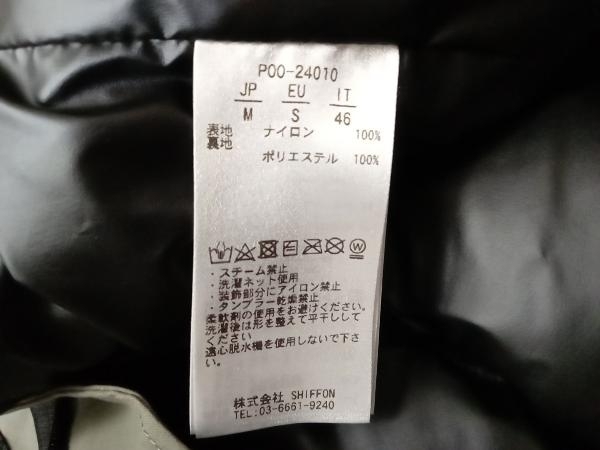 P00-24010
JP EU IT
M S 46
表地 ナイロン 100%
裏地
ポリエステル 100%
・スチーム禁止
・洗濯ネット使用
・装飾部分にアイロン禁止
・タンブラー乾燥禁止
柔軟剤の使用をお避けください。
洗濯後は形を整えて平干しして
ください
遠心脱水機を使用しないで下さ
い。
株式会社 SHIFFON
TEL:03-6661-9240